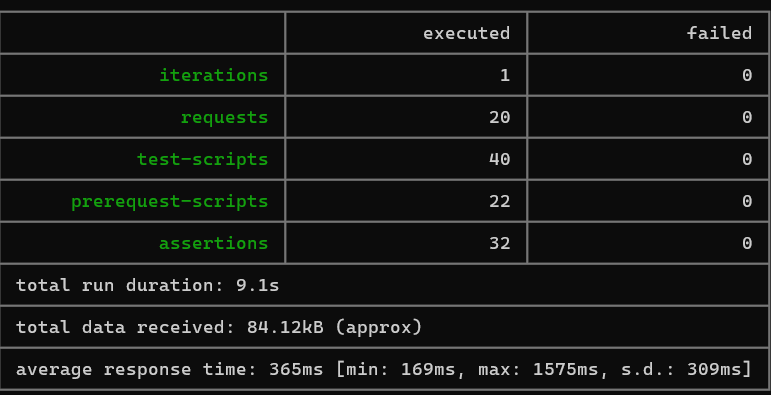 executed failed
iterations 1 0
requests 20 0
test-scripts 40 0
prerequest-scripts 22 0
assertions 32 0
total run duration: 9.1s
total data received: 84.12kB (approx)
average response time: 365ms [min: 169ms, max: 1575ms, s.d.: 309ms]